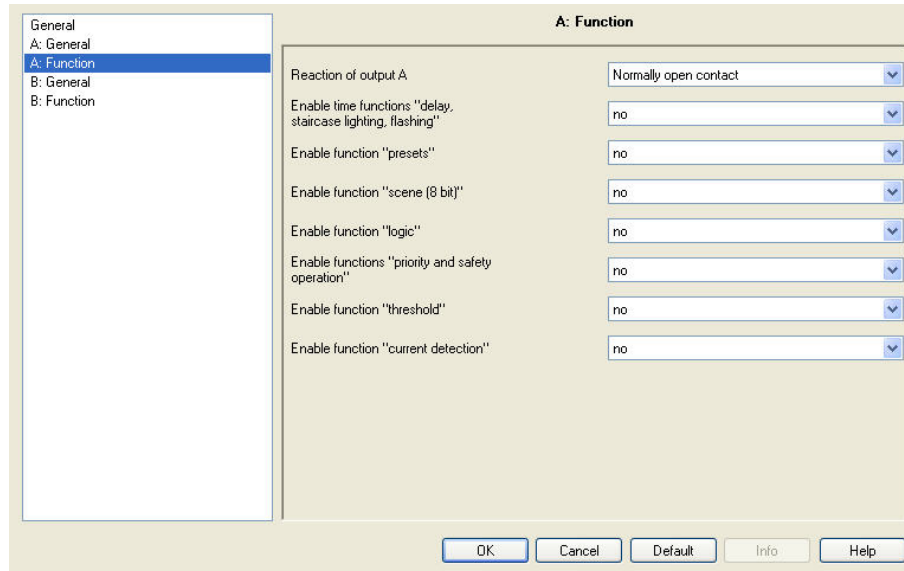 General
A: General
A: Function
B: General
B: Function
A: Function
Reaction of output A
Normally open contact
Enable time functions "delay,
staircase lighting, flashing"
no
Enable function "presets"
no
Enable function "scene (8 bit)"
no
Enable function "logic"
no
Enable functions "priority and safety
operation"
no
Enable function "threshold"
no
Enable function "current detection"
no
OK
Cancel
Default
Info
Help